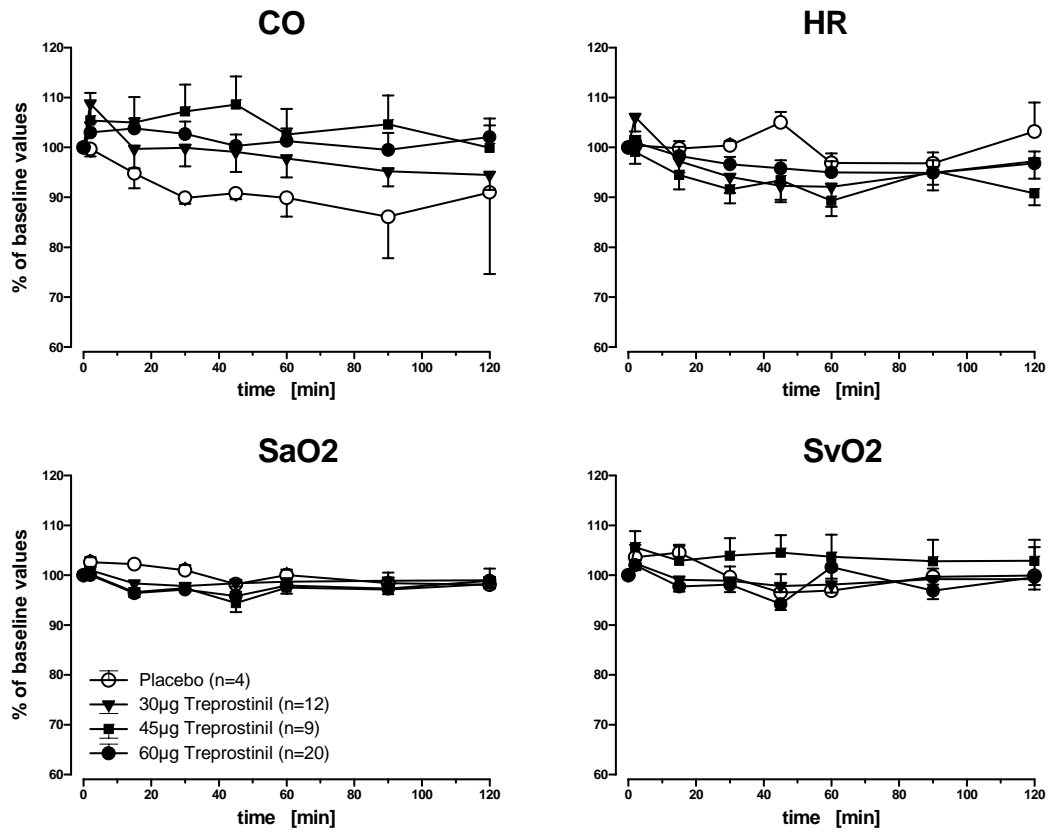 CO
HR
120
110
100
90
80
70
60
% of baseline values
0 20 40 60 80 100 120
time [min]
120
110
100
90
80
70
60
0 20 40 60 80 100 120
time [min]
SaO2
SvO2
120
110
100
90
80
70
60
% of baseline values
Placebo (n=4)
30µg Treprostinil (n=12)
45µg Treprostinil (n=9)
60µg Treprostinil (n=20)
0 20 40 60 80 100 120
time [min]
120
110
100
90
80
70
60
0 20 40 60 80 100 120
time [min]